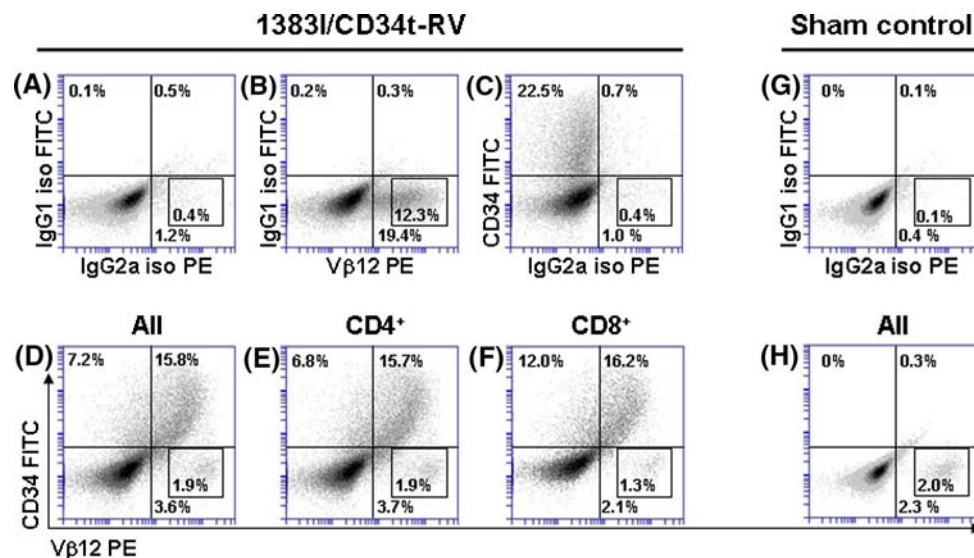 1383I/CD34t-RV Sham control
(A) 0.1% 0.5% (B) 0.2% 0.3% (C) 22.5% 0.7% (G) 0% 0.1%
IgG1 iso FITC IgG1 iso FITC CD34 FITC IgG1 iso FITC
0.4% 12.3% 0.4% 0.1%
1.2% 19.4% 1.0 % 0.4 %
IgG2a iso PE Vβ12 PE IgG2a iso PE IgG2a iso PE
All CD4⁺ CD8⁺ All
(D) 7.2% 15.8% (E) 6.8% 15.7% (F) 12.0% 16.2% (H) 0% 0.3%
CD34 FITC
1.9% 1.9% 1.3% 2.0%
3.6% 3.7% 2.1% 2.3 %
Vβ12 PE